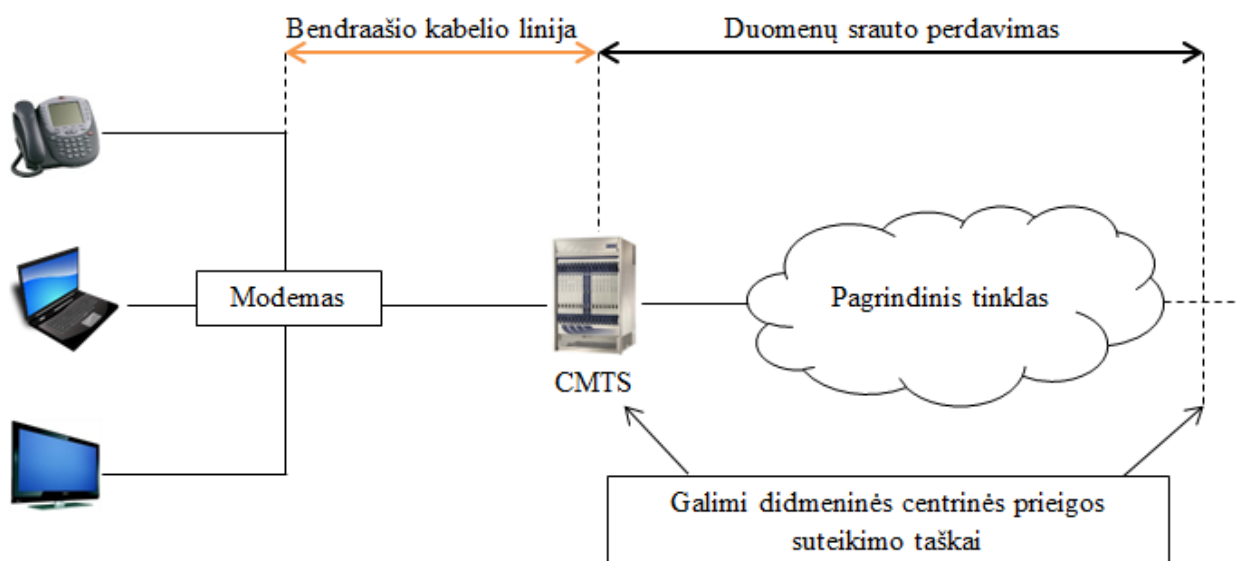 Bendraašio kabelio linija
Duomenų srauto perdavimas
Modemas
Pagrindinis tinklas
CMTS
Galimi didmeninės centrinės prieigos
suteikimo taškai